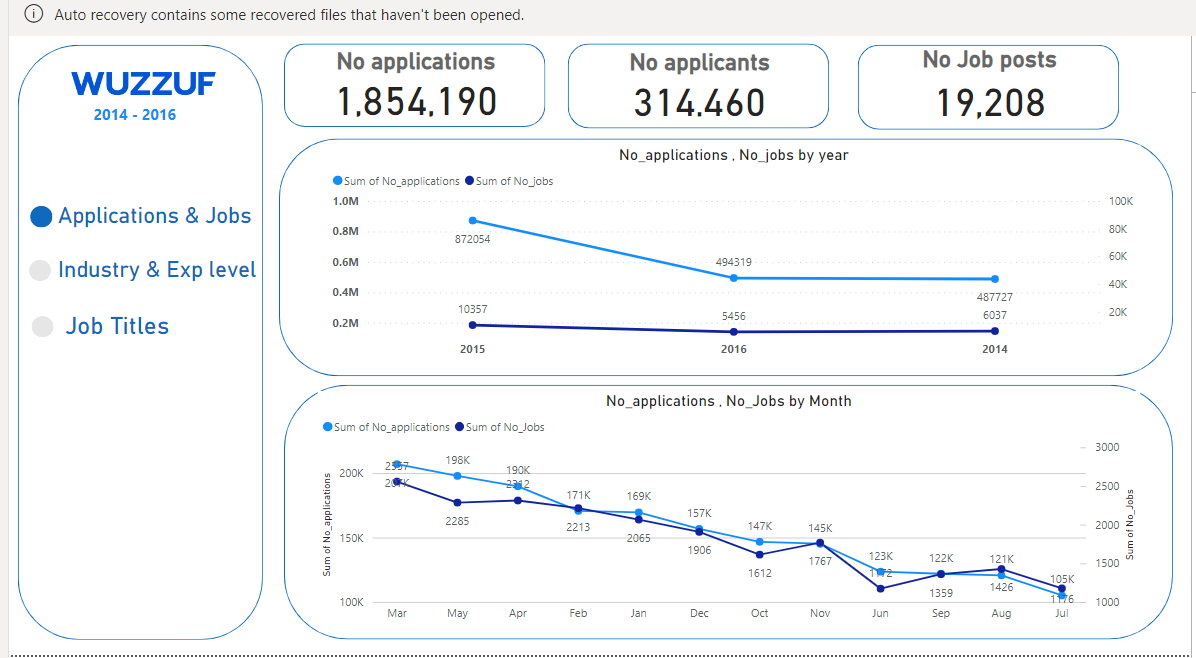 Auto recovery contains some recovered files that haven't been opened.
WUZZUF
2014 - 2016
Applications & Jobs
Industry & Exp level
Job Titles
No applications
1,854,190
No applicants
314,460
No Job posts
19,208
No_applications , No_jobs by year
Sum of No_applications Sum of No_jobs
1.0M 100K
0.8M 80K
0.6M 60K
0.4M 40K
0.2M 20K
872054 494319 487727
10357 5456 6037
2015 2016 2014
No_applications , No_Jobs by Month
Sum of No_applications Sum of No_Jobs
Sum of No_applications
200K
150K
100K
3000
2500
2000
1500
1000
Sum of No_Jobs
207K 198K 190K 171K 169K 157K 147K 145K 123K 122K 121K 105K
2285 2312 2213 2065 1906 1612 1767 1172 1359 1426 1176
Mar May Apr Feb Jan Dec Oct Nov Jun Sep Aug Jul